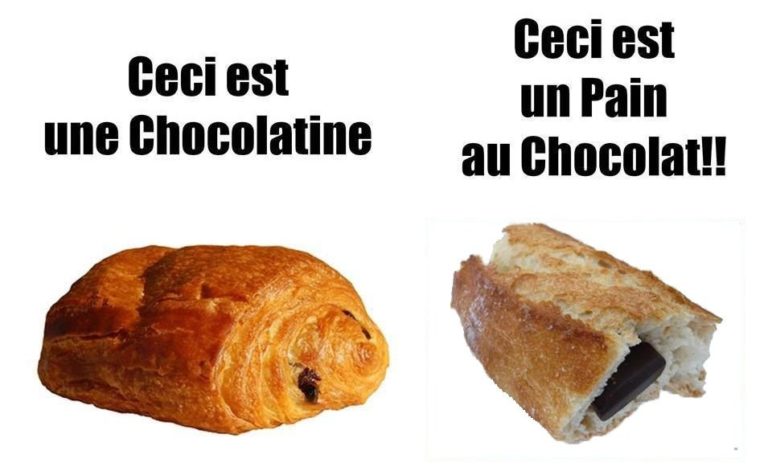 Ceci est
une Chocolatine
Ceci est
un Pain
au Chocolat!!